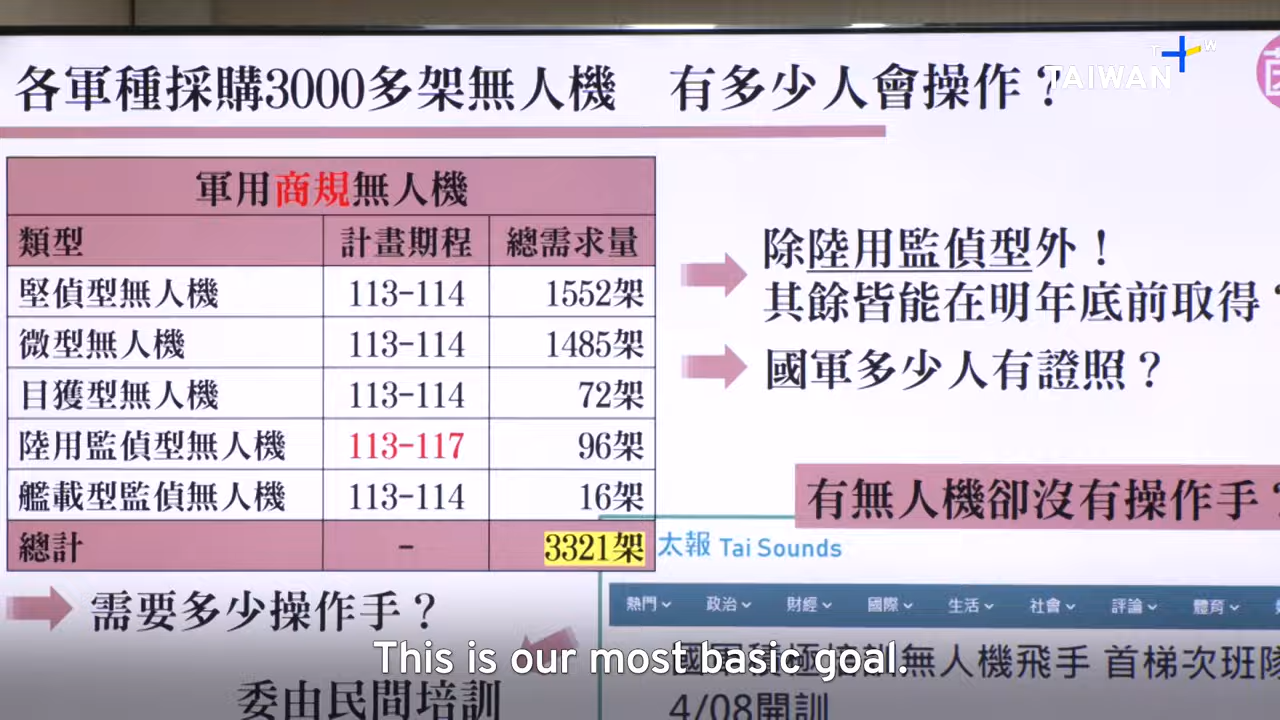 各軍種採購3000多架無人機 有多少人會操作？
TAIWAN
軍用商規無人機
類型 計畫期程 總需求量
堅偵型無人機 113-114 1552架
微型無人機 113-114 1485架
目獲型無人機 113-114 72架
陸用監偵型無人機 113-117 96架
艦載型監偵無人機 113-114 16架
總計 - 3321架
除陸用監偵型外！
其餘皆能在明年底前取得？
國軍多少人有證照？
有無人機卻沒有操作手？
太報 Tai Sounds
熱門 政治 財經 國際 生活 社會 評論 體育
需要多少操作手？
國軍積極培訓無人機飛手 首梯次班隊
4/08開訓
委由民間培訓
This is our most basic goal.